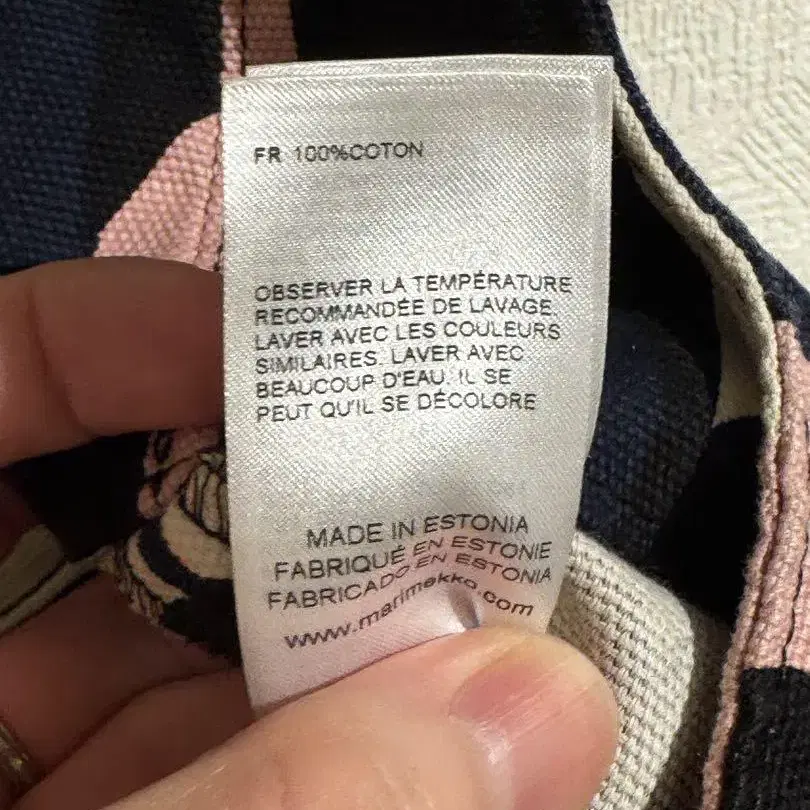 FR 100%COTON
OBSERVER LA TEMPÉRATURE
RECOMMANDÉE DE LAVAGE.
LAVER AVEC LES COULEURS
SIMILAIRES. LAVER AVEC
BEAUCOUP D'EAU. IL SE
PEUT QU'IL SE DÉCOLORE
MADE IN ESTONIA
FABRIQUÉ EN ESTONIE
FABRICADO EN ESTONIA
www.marimekko.com